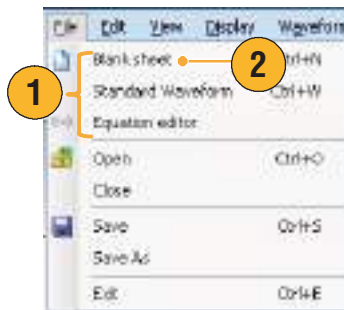 File Edit View Display Waveform
Blank sheet 2 Ctrl+N
1
Standard Waveform Ctrl+W
Equation editor
Open Ctrl+O
Close
Save Ctrl+S
Save As
Exit Ctrl+E